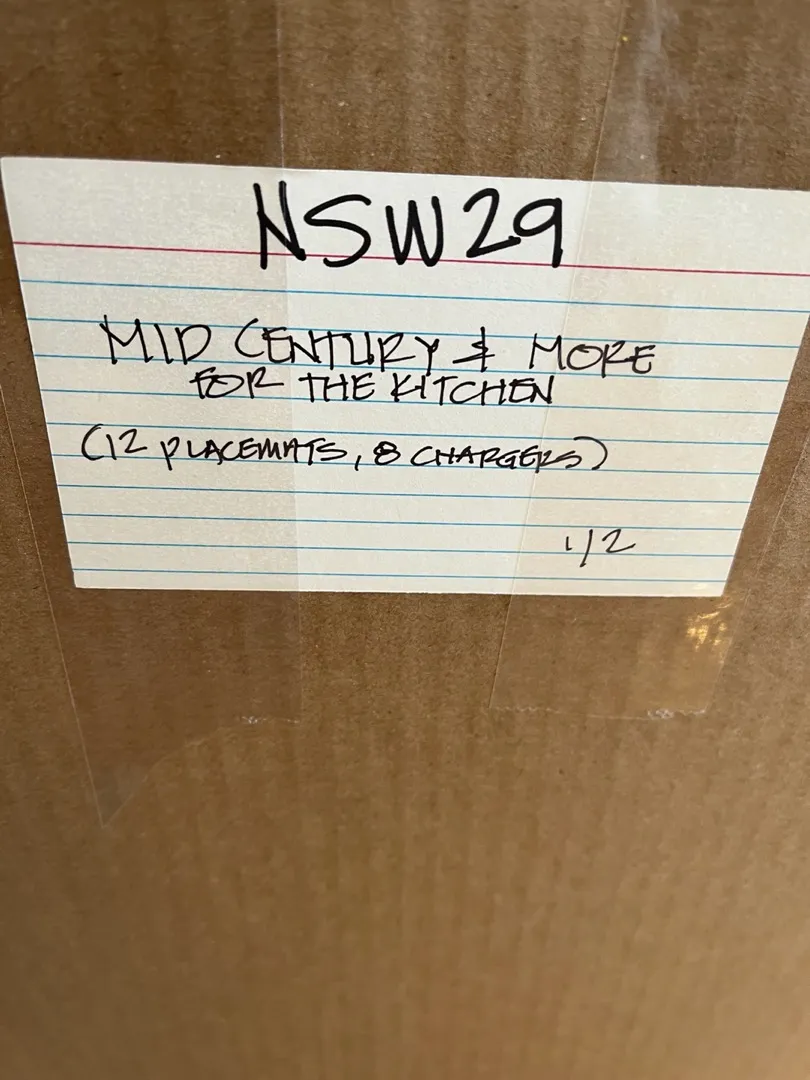 NSW29
MID CENTURY & MORE
FOR THE KITCHEN
(12 PLACEMATS, 8 CHARGERS)
1/2